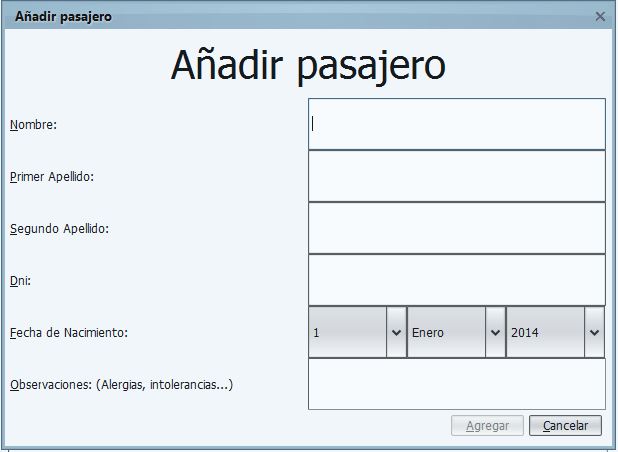 Añadir pasajero
Añadir pasajero
Nombre:
Primer Apellido:
Segundo Apellido:
Dni:
Fecha de Nacimiento: 1 Enero 2014
Observaciones: (Alergias, intolerancias...)
Agregar Cancelar